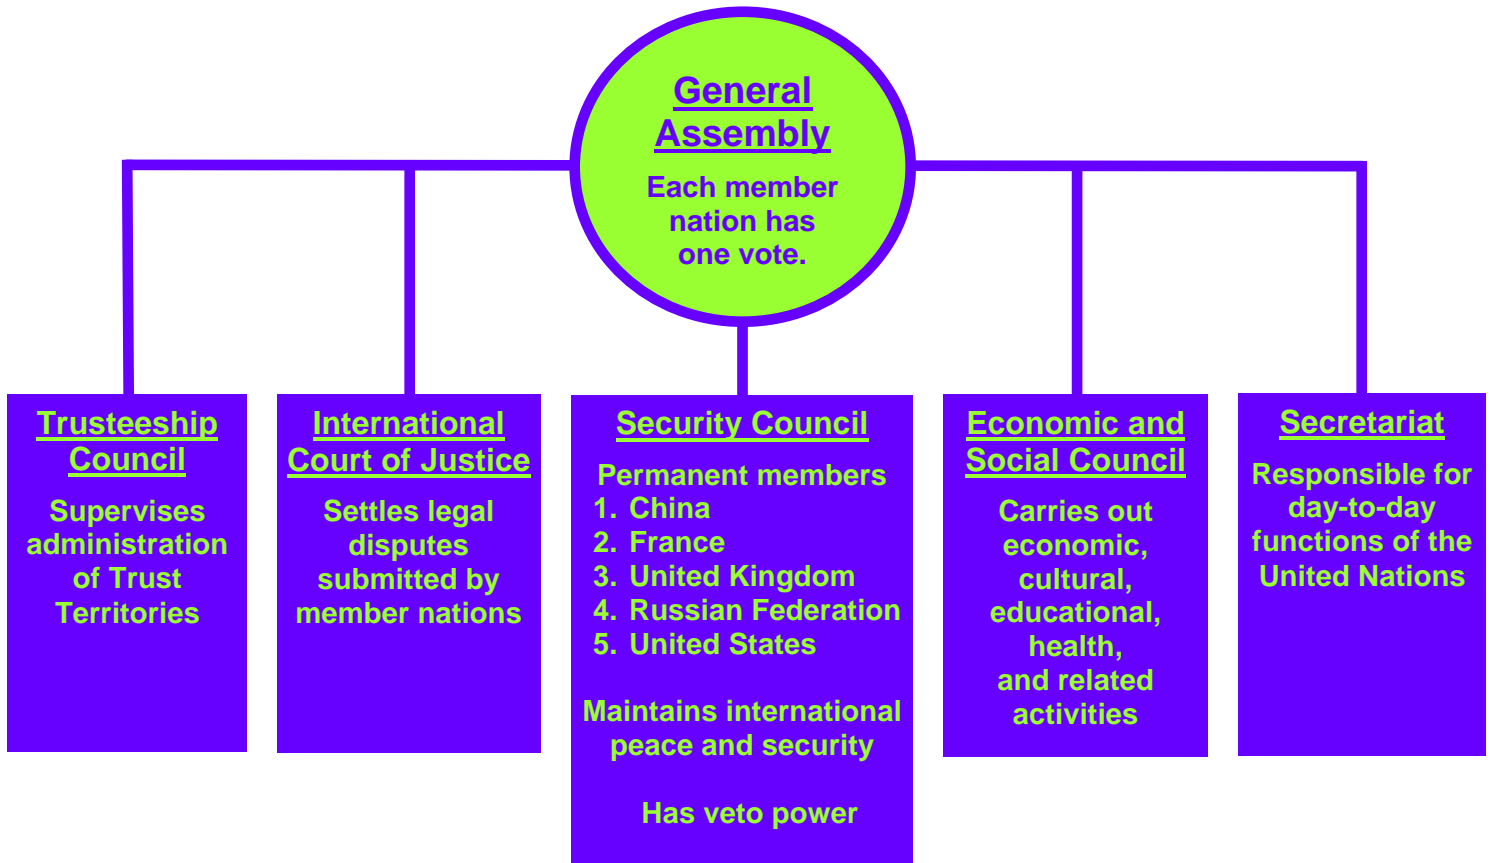 General
Assembly
Each member
nation has
one vote.
Trusteeship
Council
Supervises
administration
of Trust
Territories
International
Court of Justice
Settles legal
disputes
submitted by
member nations
Security Council
Permanent members
1. China
2. France
3. United Kingdom
4. Russian Federation
5. United States
Maintains international
peace and security
Has veto power
Economic and
Social Council
Carries out
economic,
cultural,
educational,
health,
and related
activities
Secretariat
Responsible for
day-to-day
functions of the
United Nations